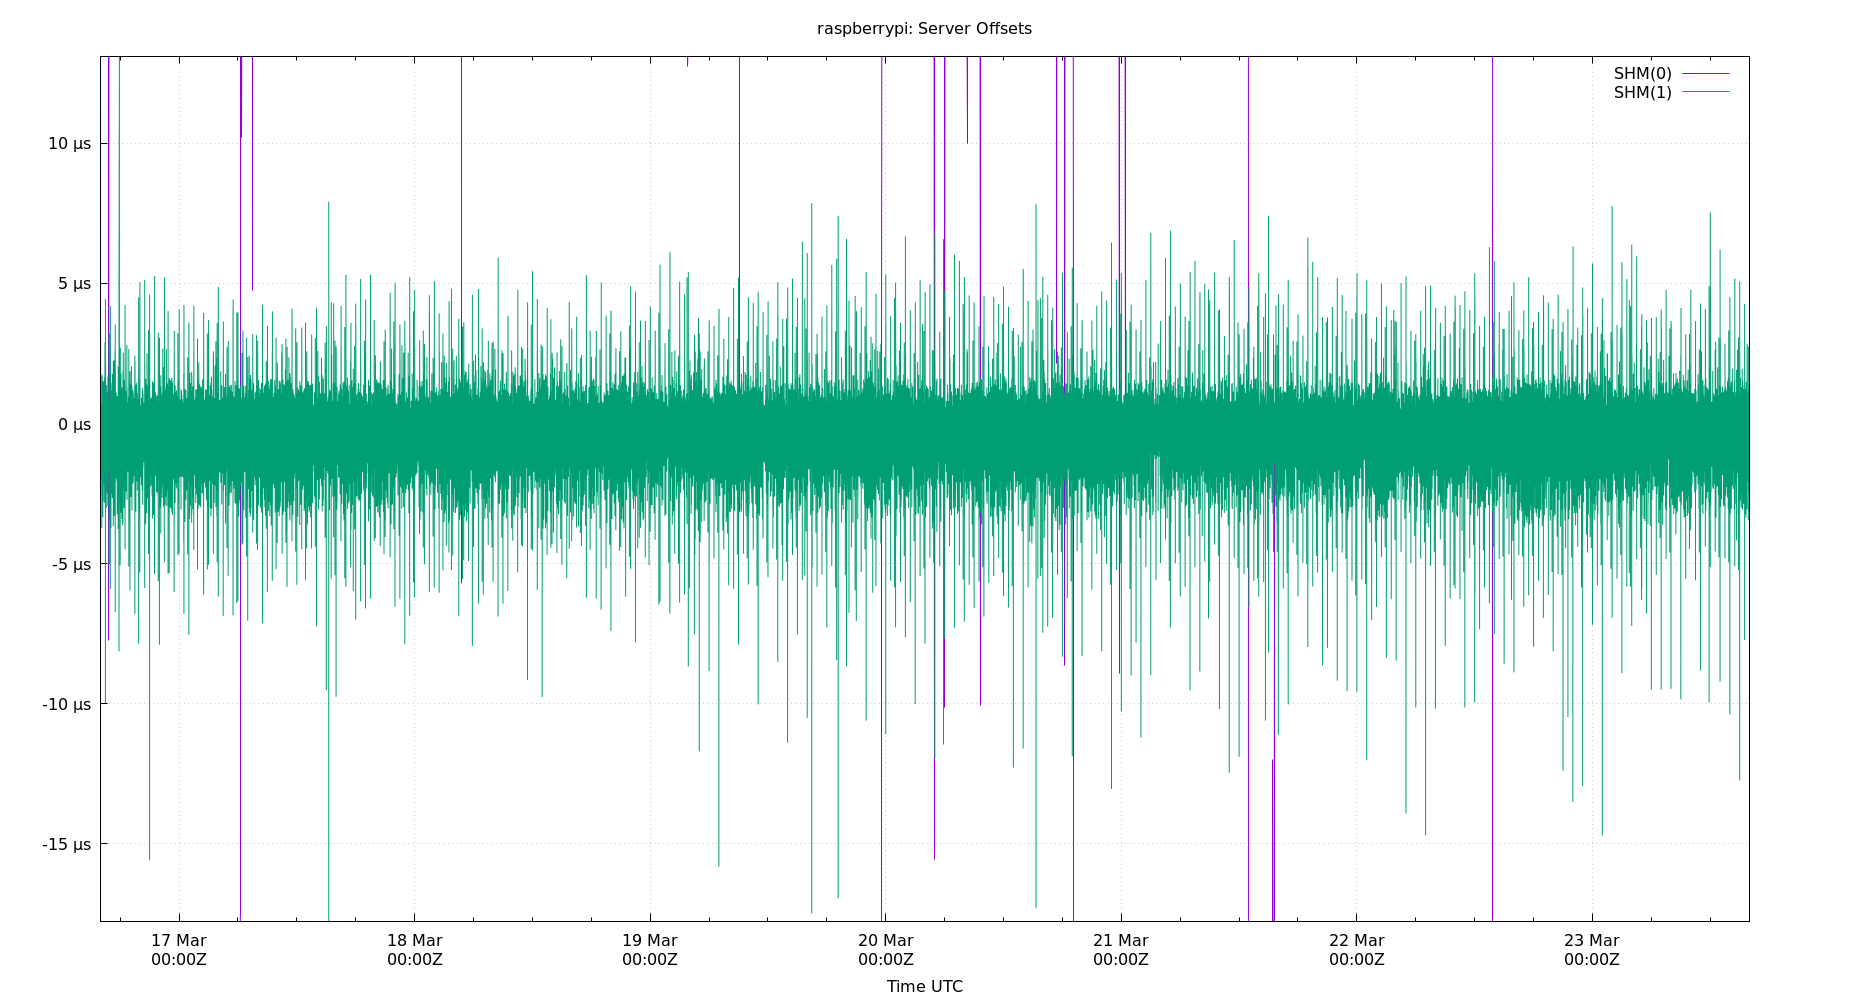 raspberrypi: Server Offsets
SHM(0)
SHM(1)
10 µs
5 µs
0 µs
-5 µs
-10 µs
-15 µs
17 Mar 18 Mar 19 Mar 20 Mar 21 Mar 22 Mar 23 Mar
00:00Z 00:00Z 00:00Z 00:00Z 00:00Z 00:00Z 00:00Z
Time UTC